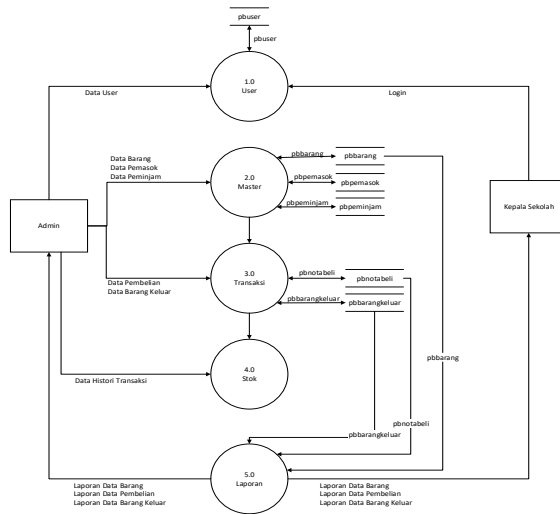 pbuser
pbuser
1.0
User
Data User
Login
Data Barang
Data Pemasok
Data Peminjam
2.0
Master
pbbarang
pbbarang
pbpemasok
pbpemasok
pbpeminjam
pbpeminjam
Admin
Kepala Sekolah
3.0
Transaksi
pbnotabeli
pbnotabeli
Data Pembelian
Data Barang Keluar
pbbarangkeluar
pbbarangkeluar
pbbarang
4.0
Stok
Data Histori Transaksi
pbnotabeli
pbbarangkeluar
5.0
Laporan
Laporan Data Barang
Laporan Data Pembelian
Laporan Data Barang Keluar
Laporan Data Barang
Laporan Data Pembelian
Laporan Data Barang Keluar